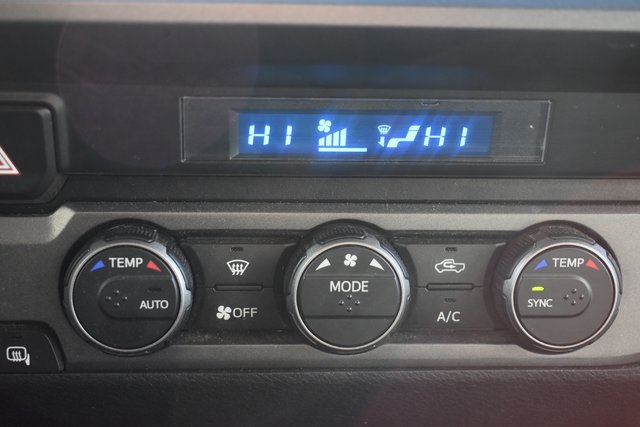 HI HI
TEMP
AUTO
OFF
MODE
A/C
TEMP
SYNC